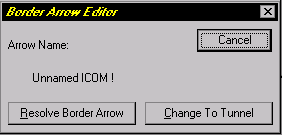 Border Arrow Editor
Cancel
Arrow Name:
Unnamed ICOM !
Resolve Border Arrow Change To Tunnel